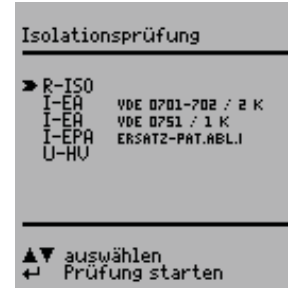 Isolationsprüfung
R-ISO
I-EA VDE 0701-702 / 2 K
I-EA VDE 0751 / 1 K
I-EPA ERSATZ-PAT.ABL.I
U-HV
▲▼ auswählen
↵ Prüfung starten